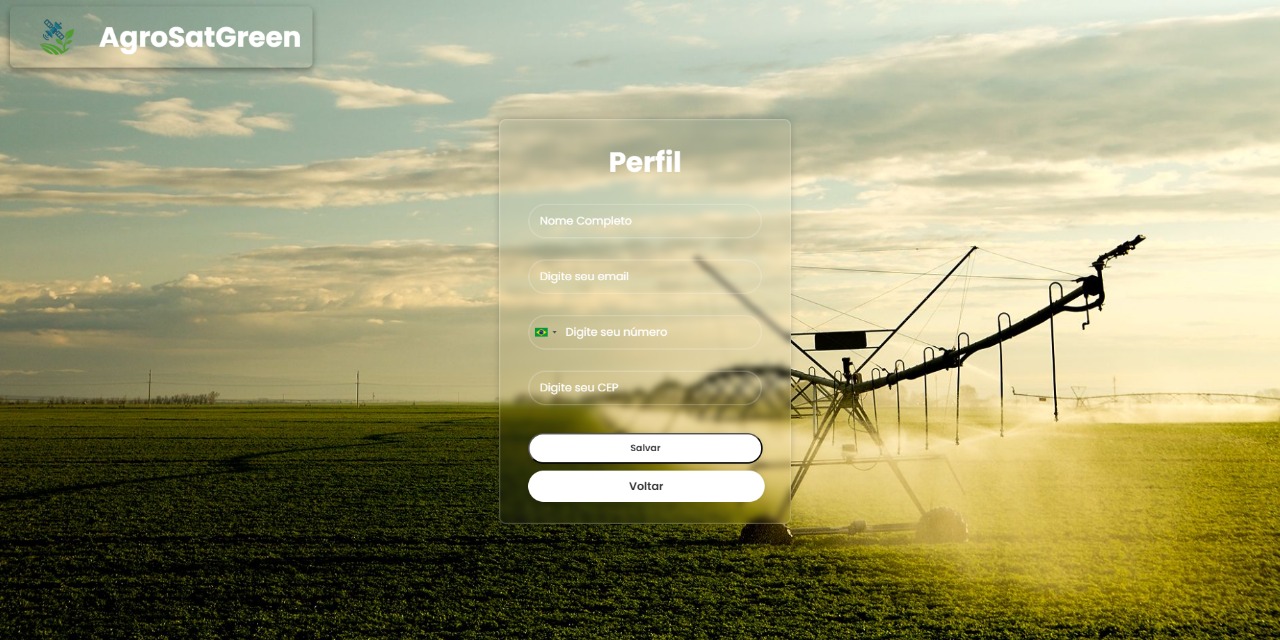 AgroSatGreen
Perfil
Nome Completo
Digite seu email
Digite seu número
Digite seu CEP
Salvar
Voltar